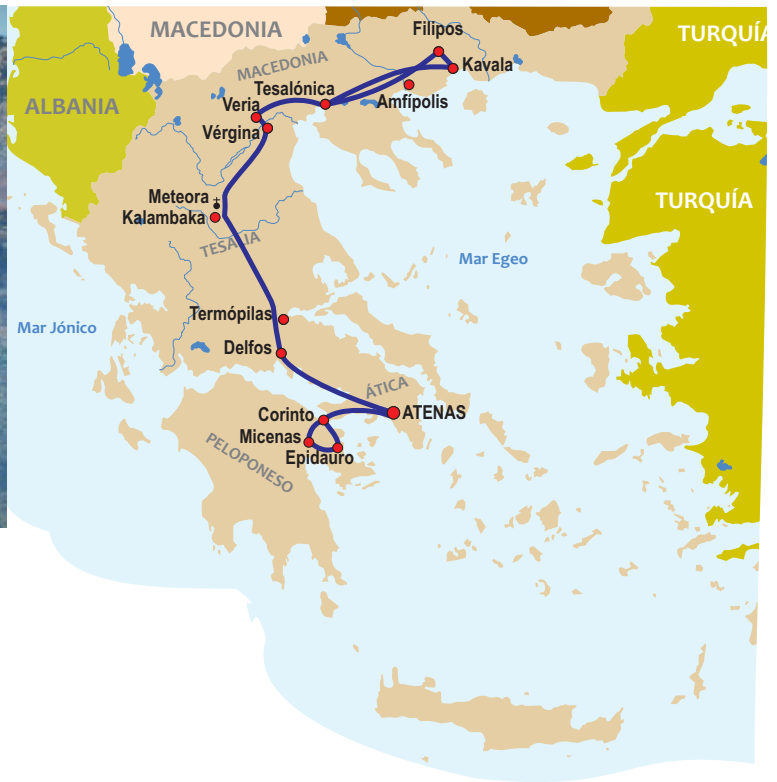 MACEDONIA
Filipos
TURQUÍA
MACEDONIA
Kavala
Tesalónica
ALBANIA
Veria
Amfípolis
Vérgina
Meteora
Kalambaka
TURQUÍA
TESALIA
Mar Egeo
Termópilas
Mar Jónico
Delfos
ÁTICA
Corinto
ATENAS
Micenas
PELOPONESO
Epidauro